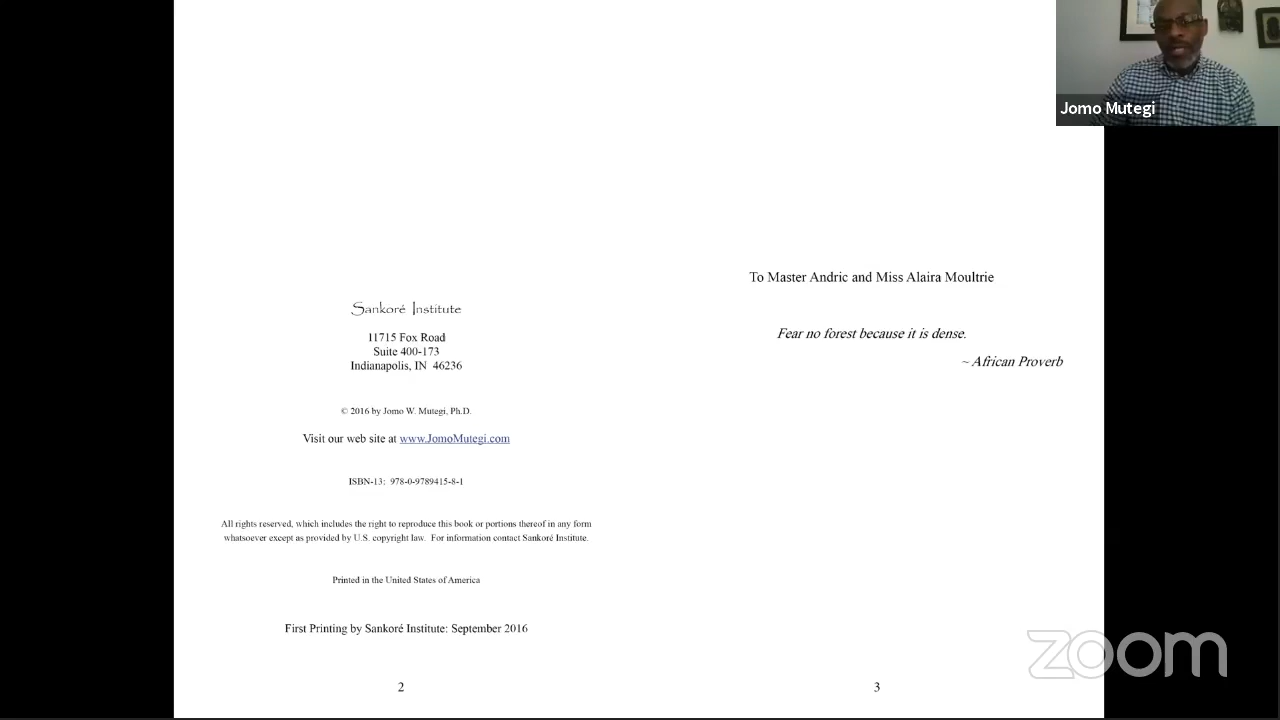 Jomo Mutegi
Sankoré Institute
11715 Fox Road
Suite 400-173
Indianapolis, IN 46236
© 2016 by Jomo W. Mutegi, Ph.D.
Visit our web site at www.JomoMutegi.com
ISBN-13: 978-0-9789415-8-1
All rights reserved, which includes the right to reproduce this book or portions thereof in any form
whatsoever except as provided by U.S. copyright law. For information contact Sankoré Institute.
Printed in the United States of America
First Printing by Sankoré Institute: September 2016
2
To Master Andric and Miss Alaira Moultrie
Fear no forest because it is dense.
~ African Proverb
3
zoom